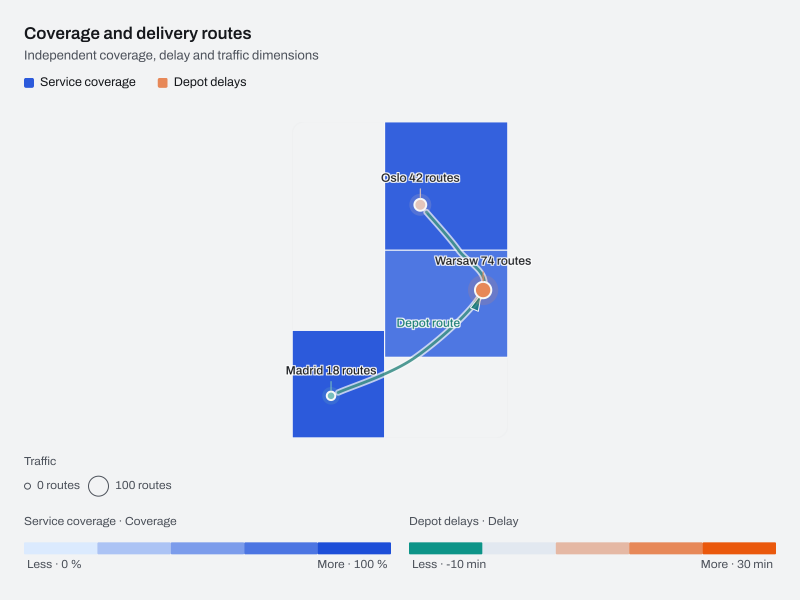 Coverage and delivery routes
Independent coverage, delay and traffic dimensions
Service coverage
Depot delays
Oslo 42 routes
Warsaw 74 routes
Depot route
Madrid 18 routes
Traffic
0 routes
100 routes
Service coverage · Coverage
Less · 0 %
More · 100 %
Depot delays · Delay
Less · -10 min
More · 30 min